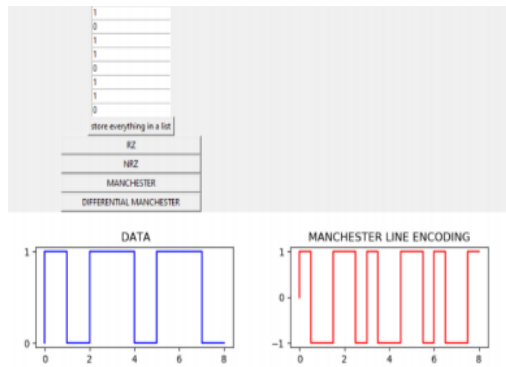 1
0
1
1
0
1
1
0
store everything in a list
RZ
NRZ
MANCHESTER
DIFFERENTIAL MANCHESTER
DATA MANCHESTER LINE ENCODING
1 1
0
0 -1
0 2 4 6 8 0 2 4 6 8